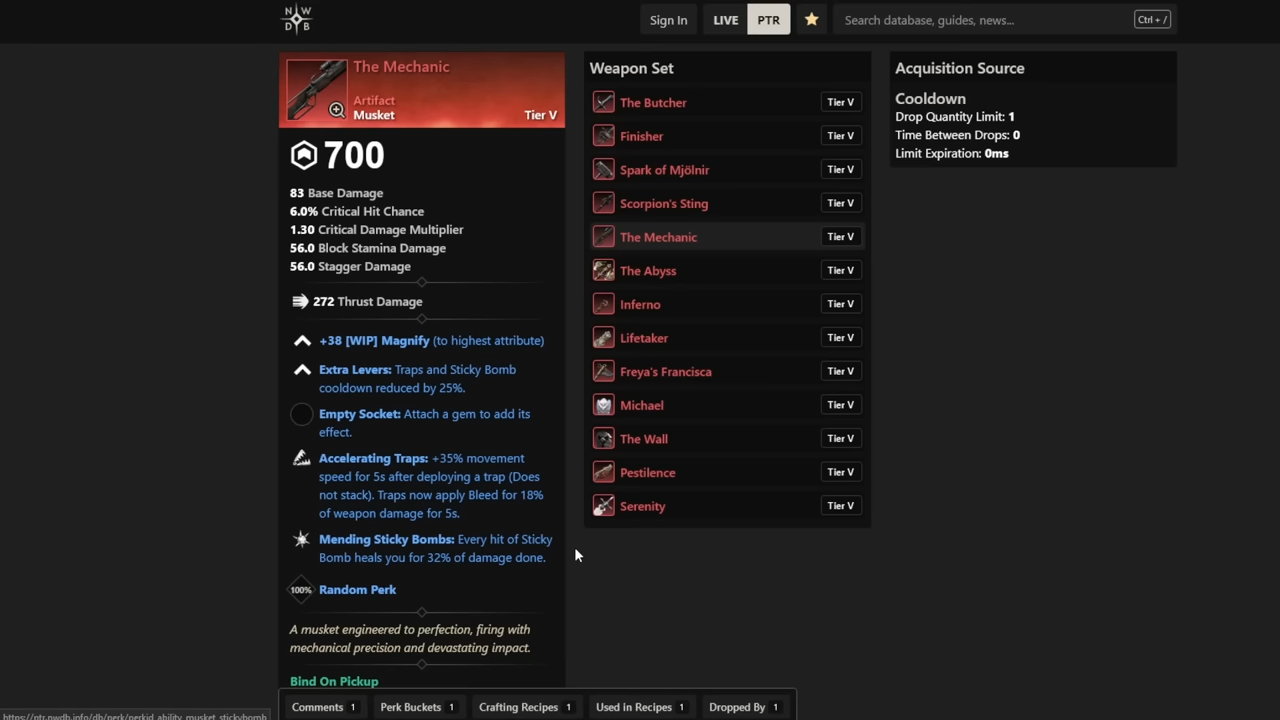 NW
DB
Sign In
LIVE
PTR
Search database, guides, news...
Ctrl + /
The Mechanic
Artifact
Musket
Tier V
700
83 Base Damage
6.0% Critical Hit Chance
1.30 Critical Damage Multiplier
56.0 Block Stamina Damage
56.0 Stagger Damage
272 Thrust Damage
+38 [WIP] Magnify (to highest attribute)
Extra Levers: Traps and Sticky Bomb
cooldown reduced by 25%.
Empty Socket: Attach a gem to add its
effect.
Accelerating Traps: +35% movement
speed for 5s after deploying a trap (Does
not stack). Traps now apply Bleed for 18%
of weapon damage for 5s.
Mending Sticky Bombs: Every hit of Sticky
Bomb heals you for 32% of damage done.
100% Random Perk
A musket engineered to perfection, firing with
mechanical precision and devastating impact.
Bind On Pickup
Weapon Set
The Butcher Tier V
Finisher Tier V
Spark of Mjölnir Tier V
Scorpion's Sting Tier V
The Mechanic Tier V
The Abyss Tier V
Inferno Tier V
Lifetaker Tier V
Freya's Francisca Tier V
Michael Tier V
The Wall Tier V
Pestilence Tier V
Serenity Tier V
Acquisition Source
Cooldown
Drop Quantity Limit: 1
Time Between Drops: 0
Limit Expiration: 0ms
Comments 1
Perk Buckets 1
Crafting Recipes 1
Used in Recipes 1
Dropped By 1
https://ptr.nwdb.info/db/perk/perkid_ability_musket_stickybomb